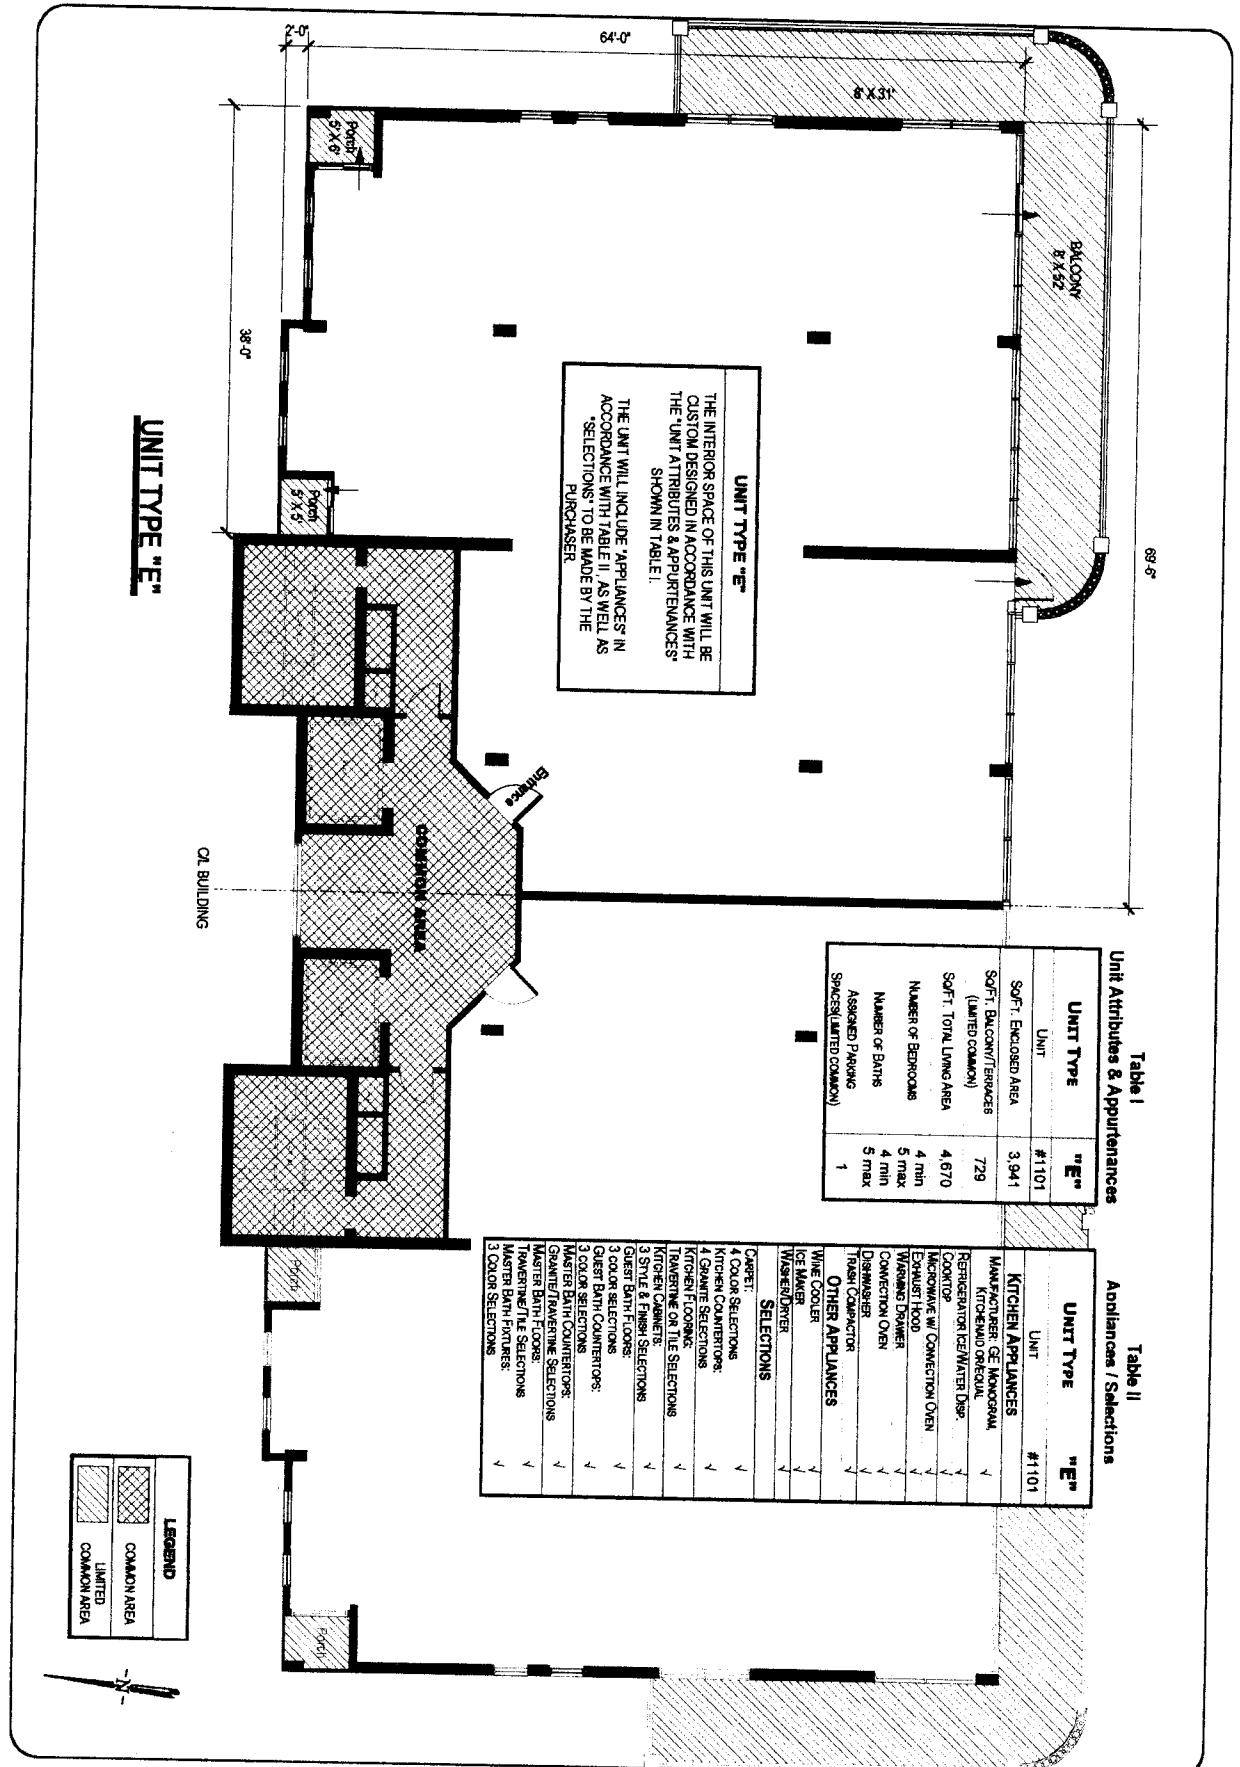 2'-0"
64'-0"
8' X 31'
Porch
5' X 6'
BALCONY
8' X 52'
69'-6"
38'-0"
Porch
5' X 5'
UNIT TYPE "E"
THE INTERIOR SPACE OF THIS UNIT WILL BE
CUSTOM DESIGNED IN ACCORDANCE WITH
THE "UNIT ATTRIBUTES & APPURTENANCES"
SHOWN IN TABLE I.
THE UNIT WILL INCLUDE "APPLIANCES" IN
ACCORDANCE WITH TABLE II, AS WELL AS
"SELECTIONS" TO BE MADE BY THE
PURCHASER.
UNIT TYPE "E"
Entrance
COMMON AREA
C/L BUILDING
Table I
Unit Attributes & Appurtenances
UNIT TYPE "E"
UNIT #1101
SQ/FT. ENCLOSED AREA 3,941
SQ/FT. BALCONY/TERRACES
(LIMITED COMMON) 729
SQ/FT. TOTAL LIVING AREA 4,670
NUMBER OF BEDROOMS 4 min
5 max
NUMBER OF BATHS 4 min
5 max
ASSIGNED PARKING
SPACES(LIMITED COMMON) 1
Table II
Appliances / Selections
UNIT TYPE "E"
UNIT #1101
KITCHEN APPLIANCES
MANUFACTURER: GE MONOGRAM,
KITCHENAID OR EQUAL √
REFRIGERATOR ICE/WATER DISP. √
COOKTOP √
MICROWAVE W/ CONVECTION OVEN √
EXHAUST HOOD √
WARMING DRAWER √
CONVECTION OVEN √
DISHWASHER √
TRASH COMPACTOR √
OTHER APPLIANCES
WINE COOLER √
ICE MAKER √
WASHER/DRYER √
SELECTIONS
CARPET:
4 COLOR SELECTIONS √
KITCHEN COUNTERTOPS:
4 GRANITE SELECTIONS √
KITCHEN FLOORING:
TRAVERTINE OR TILE SELECTIONS √
KITCHEN CABINETS:
3 STYLE & FINISH SELECTIONS √
GUEST BATH FLOORS:
3 COLOR SELECTIONS √
GUEST BATH COUNTERTOPS:
3 COLOR SELECTIONS √
MASTER BATH COUNTERTOPS:
GRANITE/TRAVERTINE SELECTIONS √
MASTER BATH FLOORS:
TRAVERTINE/TILE SELECTIONS √
MASTER BATH FIXTURES:
3 COLOR SELECTIONS √
Porch
Porch
LEGEND
COMMON AREA
LIMITED
COMMON AREA
N